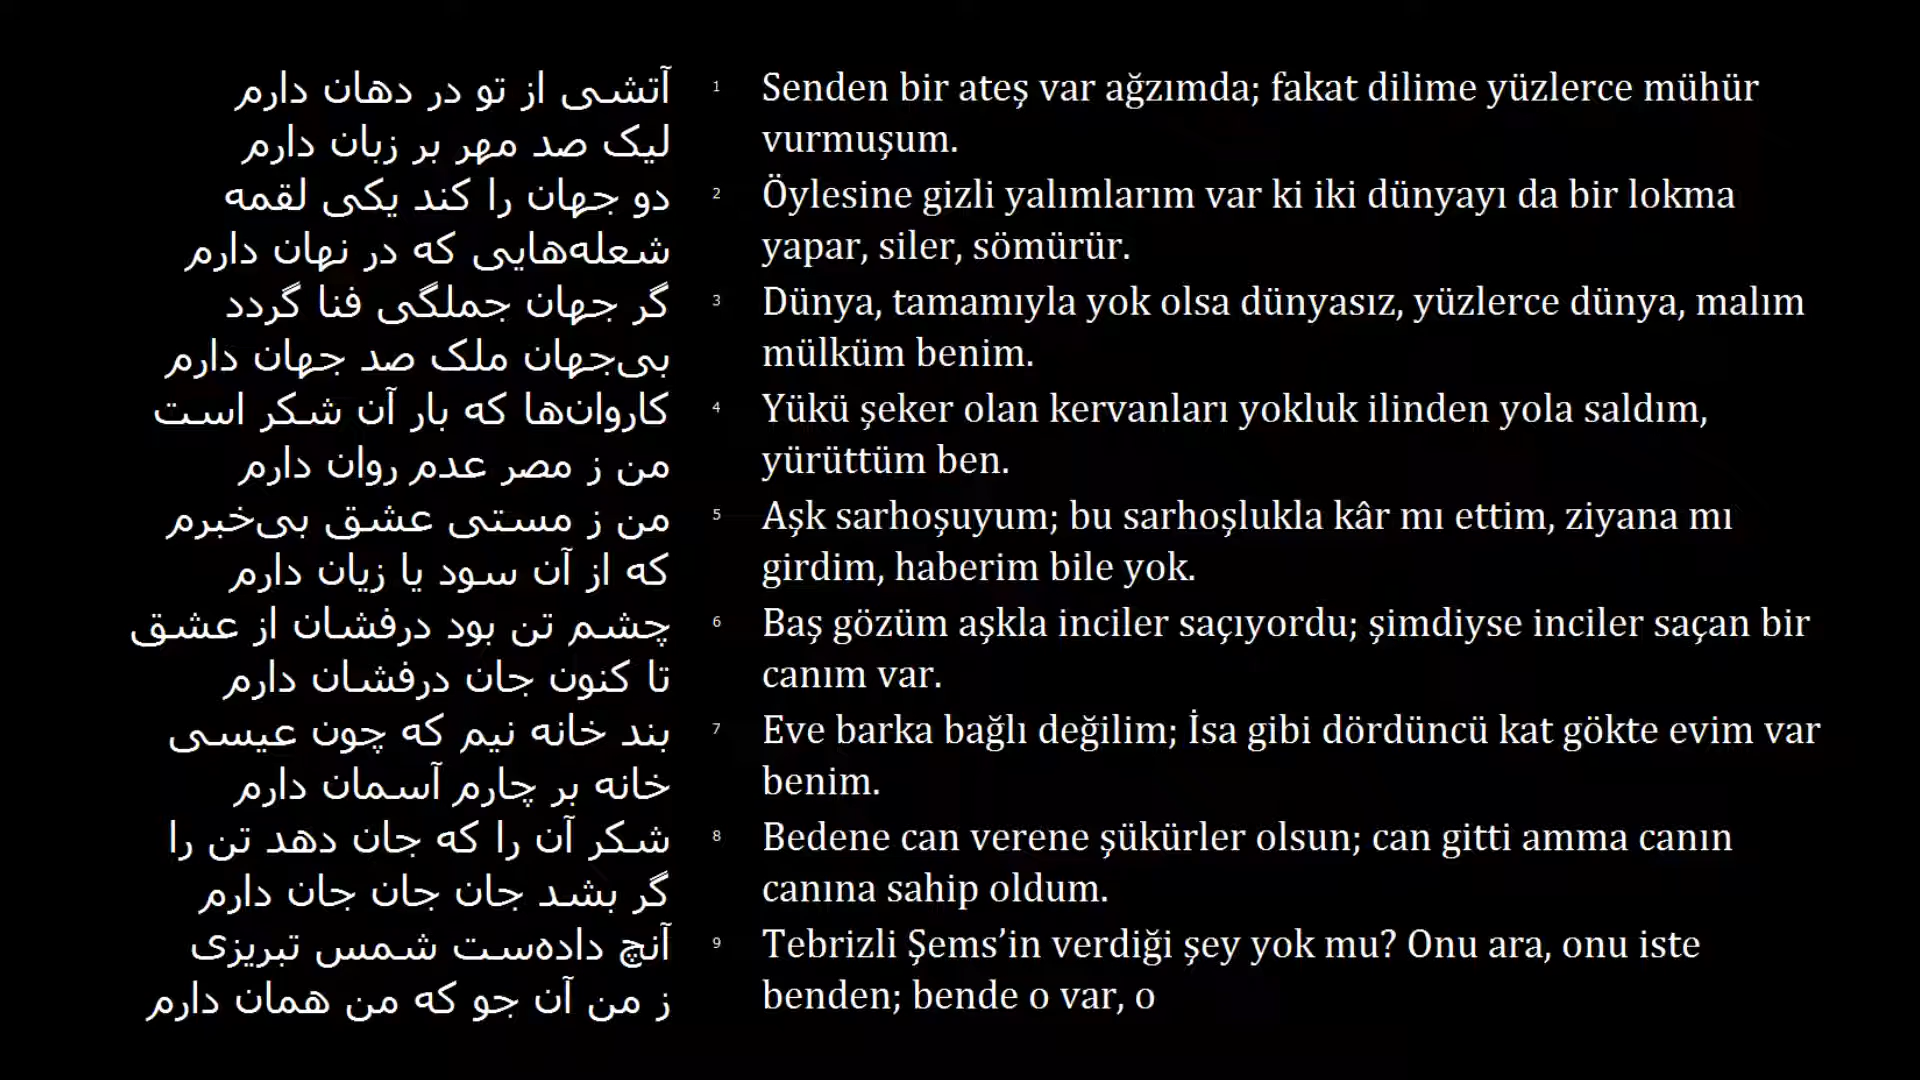 آتشی از تو در دهان دارم
لیک صد مهر بر زبان دارم
1
Senden bir ateş var ağzımda; fakat dilime yüzlerce mühür
vurmuşum.
دو جهان را کند یکی لقمه
شعله‌هایی که در نهان دارم
2
Öylesine gizli yalımlarım var ki iki dünyayı da bir lokma
yapar, siler, sömürür.
گر جهان جملگی فنا گردد
بی‌جهان ملک صد جهان دارم
3
Dünya, tamamıyla yok olsa dünyasız, yüzlerce dünya, malım
mülküm benim.
کاروان‌ها که بار آن شکر است
من ز مصر عدم روان دارم
4
Yükü şeker olan kervanları yokluk ilinden yola saldım,
yürüttüm ben.
من ز مستی عشق بی‌خبرم
که از آن سود یا زیان دارم
5
Aşk sarhoşuyum; bu sarhoşlukla kâr mı ettim, ziyana mı
girdim, haberim bile yok.
چشم تن بود درفشان از عشق
تا کنون جان درفشان دارم
6
Baş gözüm aşkla inciler saçıyordu; şimdiyse inciler saçan bir
canım var.
بند خانه نیم که چون عیسی
خانه بر چارم آسمان دارم
7
Eve barka bağlı değilim; İsa gibi dördüncü kat gökte evim var
benim.
شکر آن را که جان دهد تن را
گر بشد جان جان جان دارم
8
Bedene can verene şükürler olsun; can gitti amma canın
canına sahip oldum.
آنچ داده‌ست شمس تبریزی
ز من آن جو که من همان دارم
9
Tebrizli Şems’in verdiği şey yok mu? Onu ara, onu iste
benden; bende o var, o